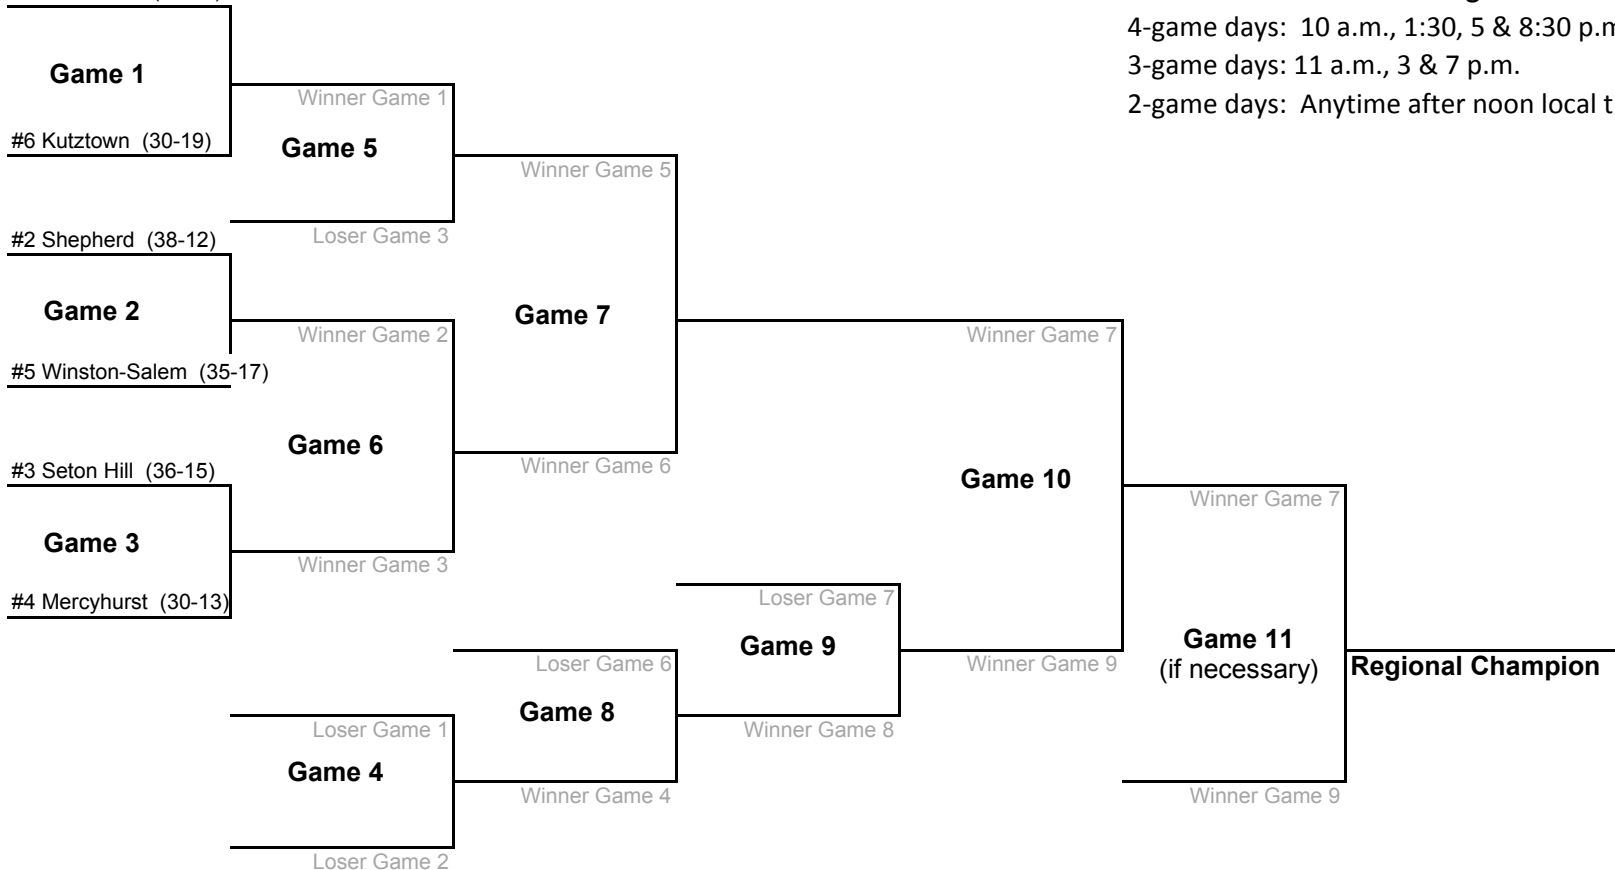 4-game days: 10 a.m., 1:30, 5 & 8:30 p.m
3-game days: 11 a.m., 3 & 7 p.m.
2-game days: Anytime after noon local
Game 1
Winner Game 1
#6 Kutztown (30-19)
Game 5
Winner Game 5
Loser Game 3
#2 Shepherd (38-12)
Game 2
Game 7
Winner Game 2
Winner Game 7
#5 Winston-Salem (35-17)
Game 6
#3 Seton Hill (36-15)
Winner Game 6
Game 10
Winner Game 7
Game 3
Winner Game 3
#4 Mercyhurst (30-13)
Loser Game 7
Game 9
Game 11
(if necessary)
Loser Game 6
Winner Game 9
Regional Champion
Game 8
Loser Game 1
Winner Game 8
Game 4
Winner Game 4
Winner Game 9
Loser Game 2